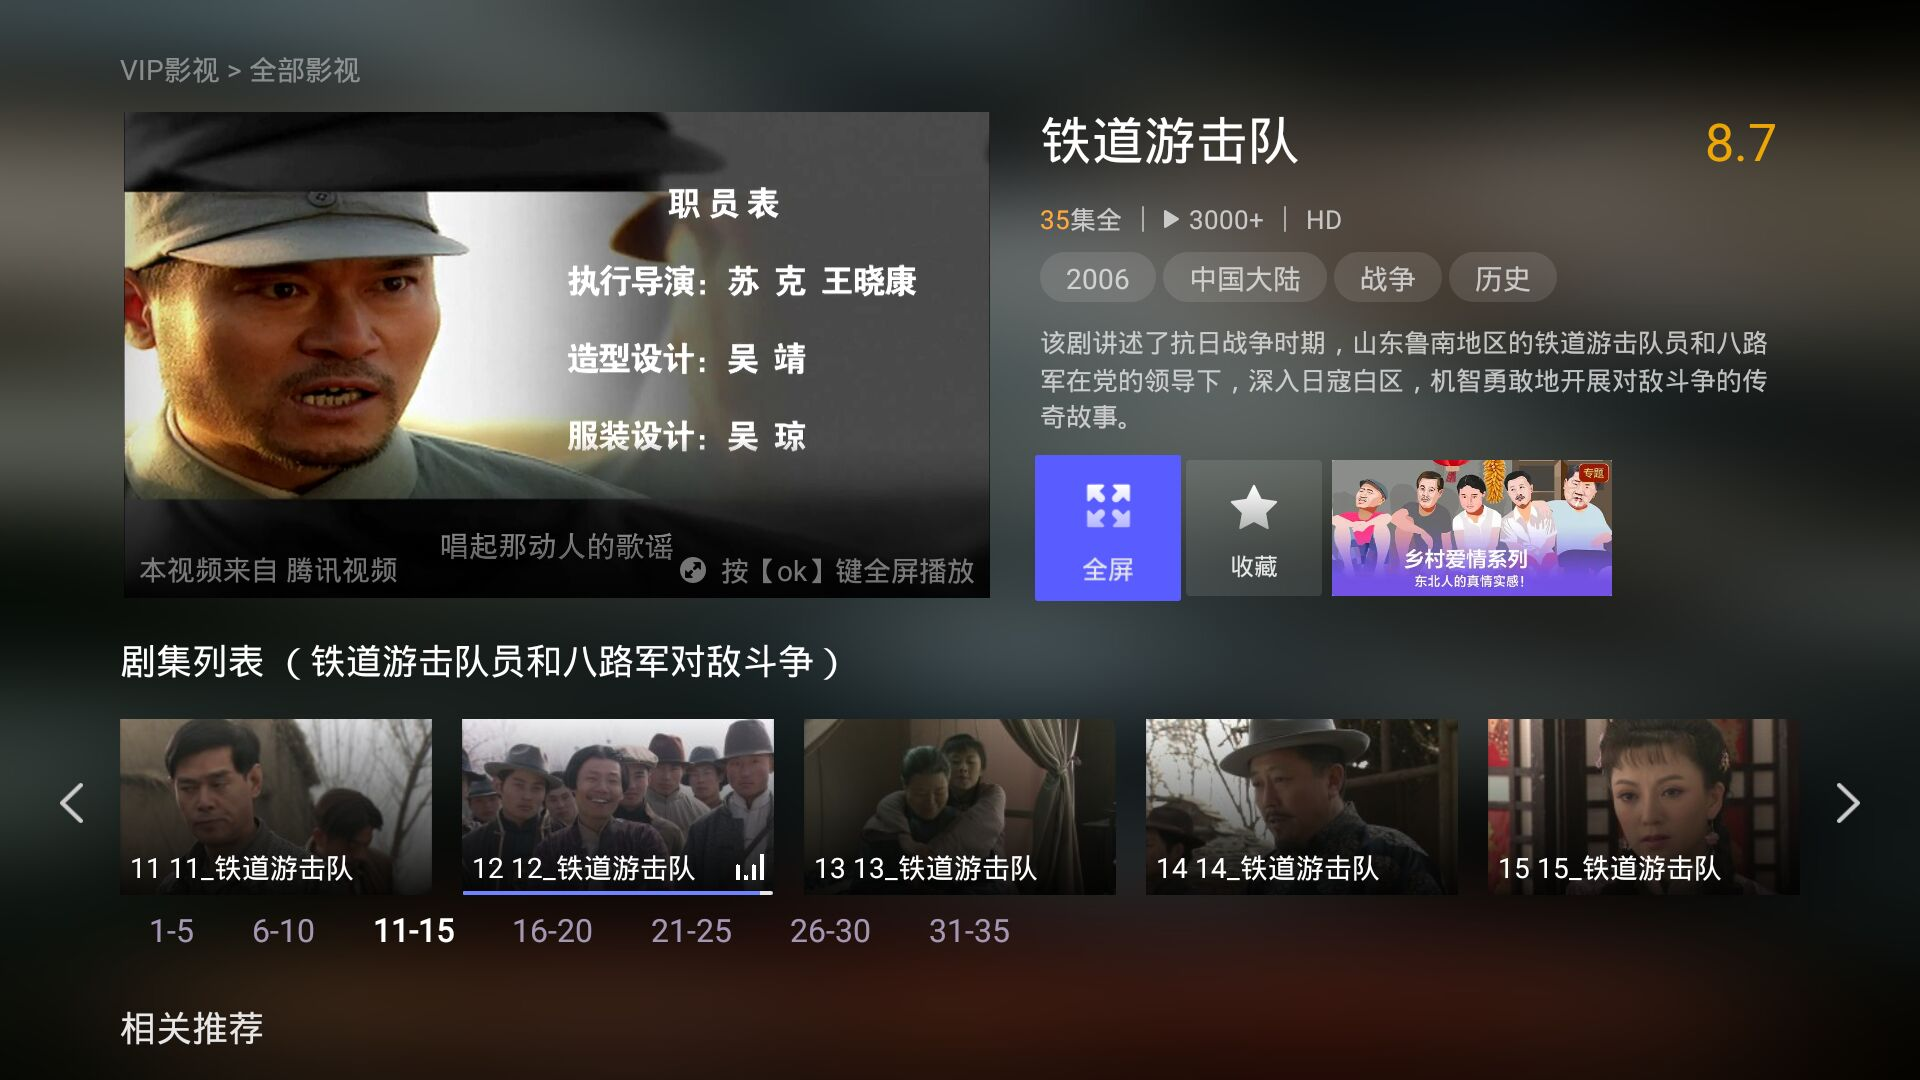 VIP影视 > 全部影视
职员表
执行导演：苏 克 王晓康
造型设计：吴 靖
服装设计：吴 琼
唱起那动人的歌谣
本视频来自 腾讯视频
按【ok】键全屏播放
铁道游击队
8.7
35集全 | 3000+ | HD
2006 中国大陆 战争 历史
该剧讲述了抗日战争时期，山东鲁南地区的铁道游击队员和八路
军在党的领导下，深入日寇白区，机智勇敢地开展对敌斗争的传
奇故事。
全屏
收藏
专题
乡村爱情系列
东北人的真情实感！
剧集列表（铁道游击队员和八路军对敌斗争）
11 11_铁道游击队
12 12_铁道游击队
13 13_铁道游击队
14 14_铁道游击队
15 15_铁道游击队
1-5 6-10 11-15 16-20 21-25 26-30 31-35
相关推荐